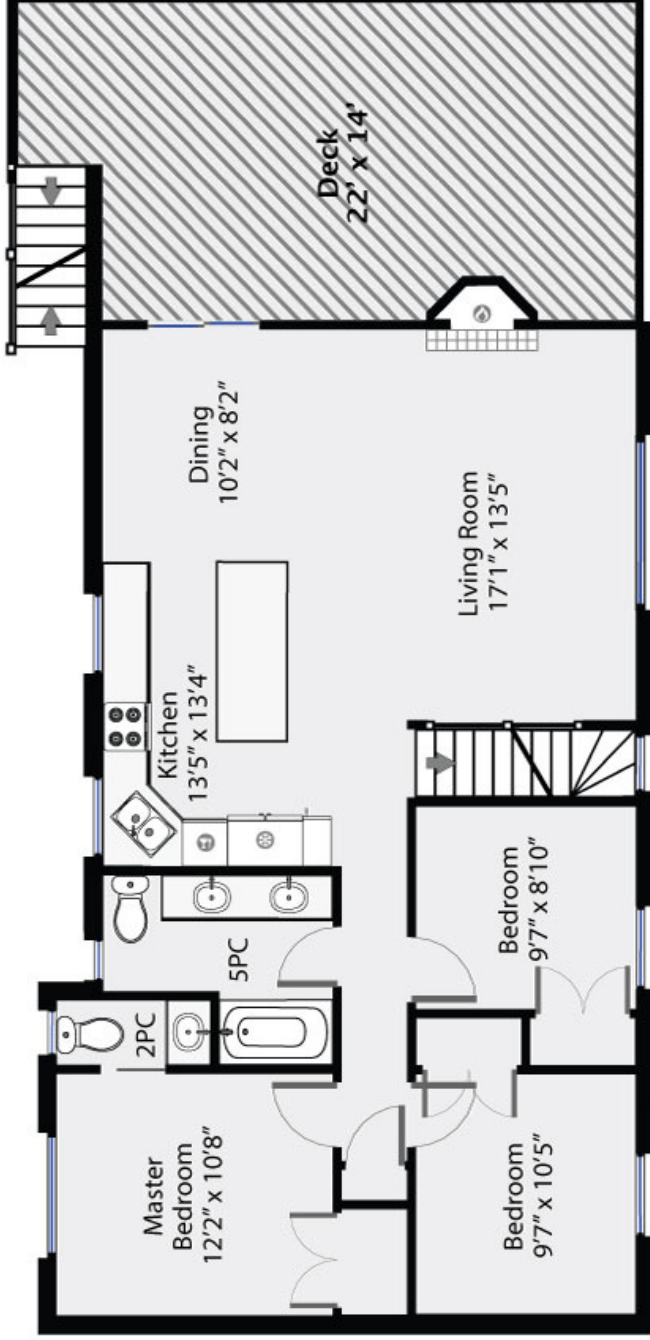 Deck
22' x 14'
Dining
10'2" x 8'2"
Living Room
17'1" x 13'5"
Kitchen
13'5" x 13'4"
5PC
2PC
Bedroom
9'7" x 8'10"
Master
Bedroom
12'2" x 10'8"
Bedroom
9'7" x 10'5"